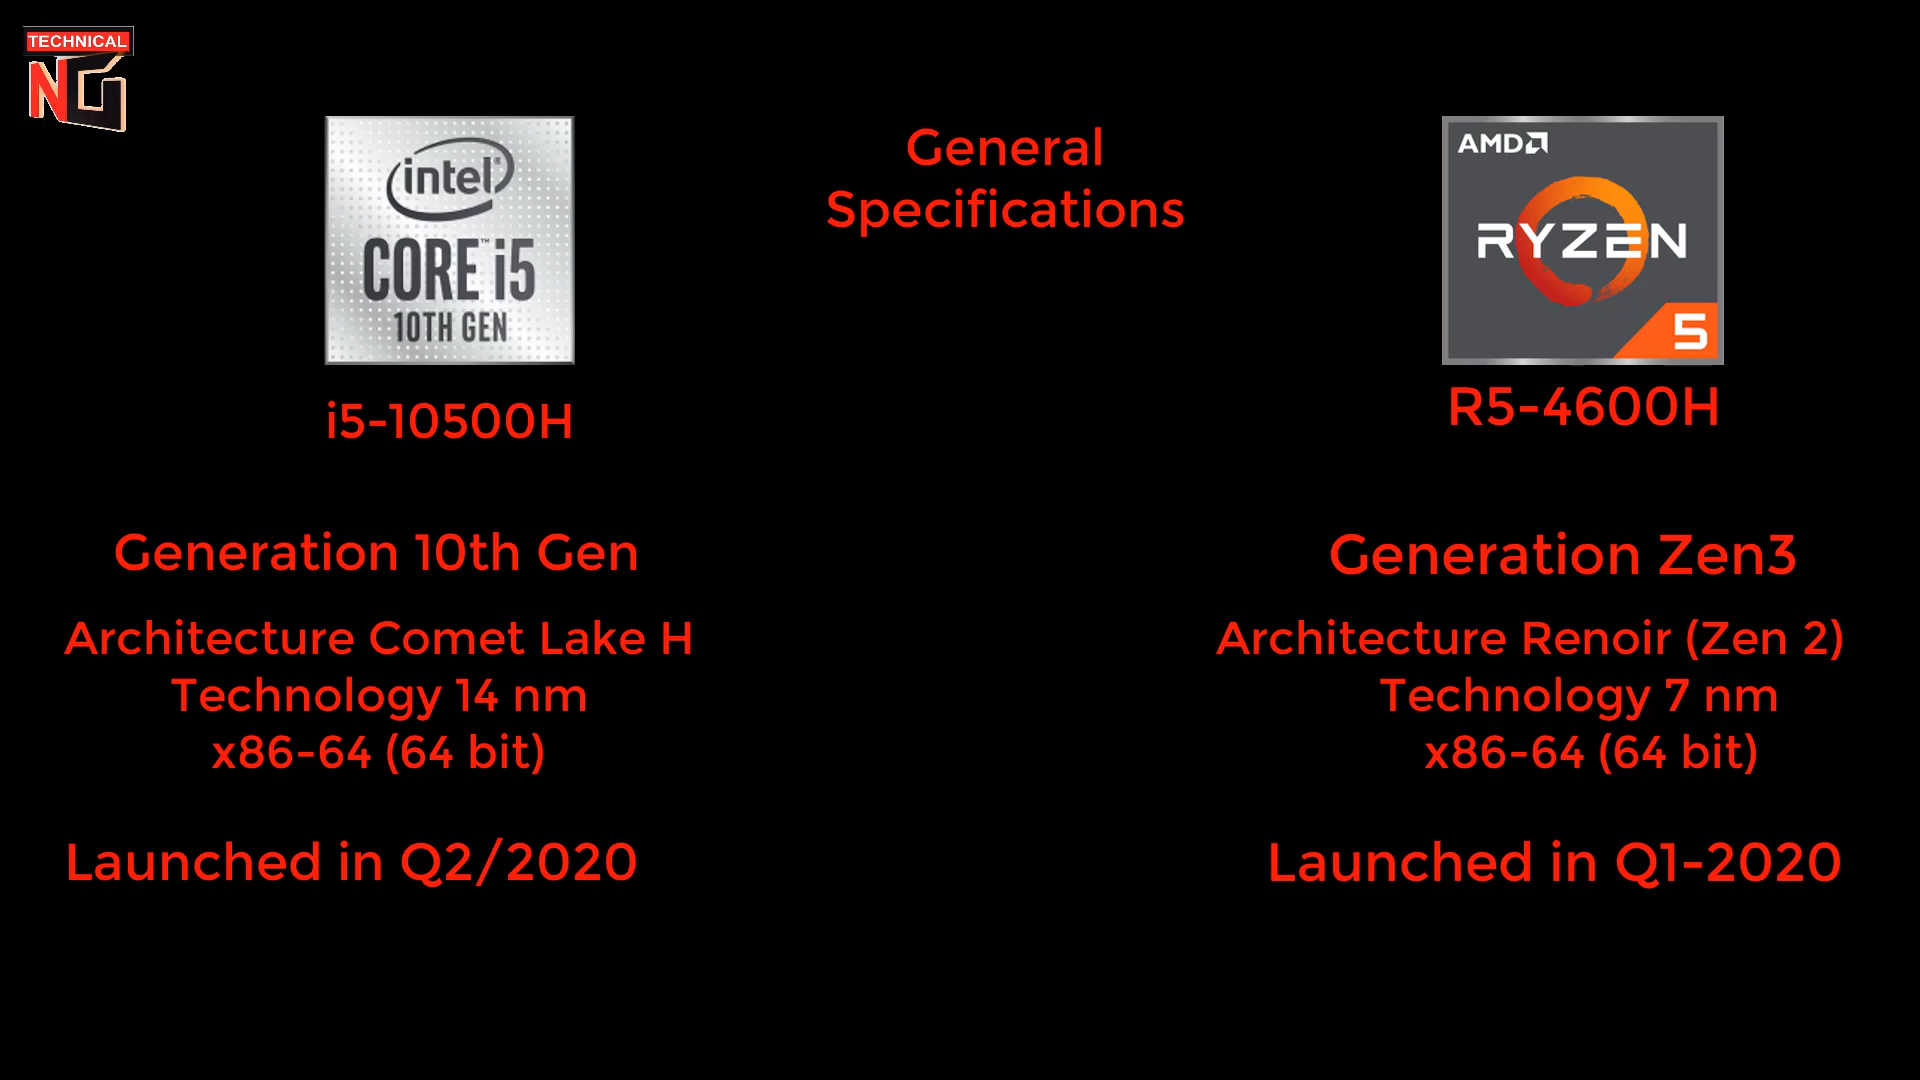 TECHNICAL
NG
General
Specifications
intel®
CORE™ i5
10TH GEN
i5-10500H
AMD
RYZEN
5
R5-4600H
Generation 10th Gen
Architecture Comet Lake H
Technology 14 nm
x86-64 (64 bit)
Launched in Q2/2020
Generation Zen3
Architecture Renoir (Zen 2)
Technology 7 nm
x86-64 (64 bit)
Launched in Q1-2020